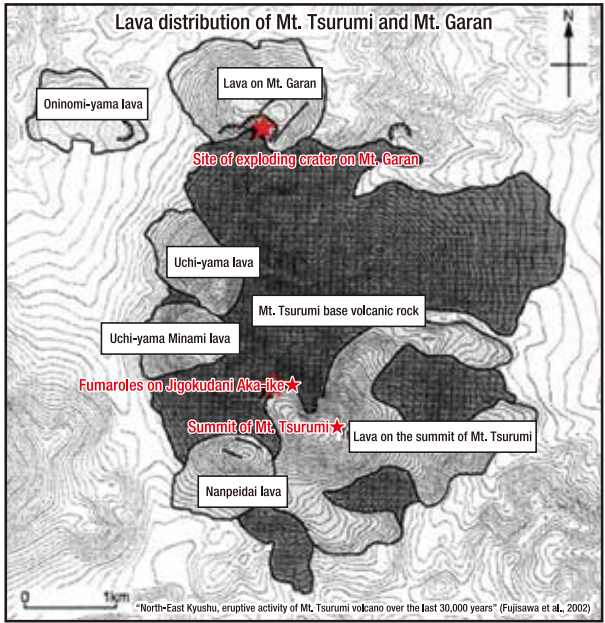 Lava distribution of Mt. Tsurumi and Mt. Garan
N
Lava on Mt. Garan
Oninomi-yama lava
Site of exploding crater on Mt. Garan
Uchi-yama lava
Mt. Tsurumi base volcanic rock
Uchi-yama Minami lava
Fumaroles on Jigokudani Aka-ike
Summit of Mt. Tsurumi
Lava on the summit of Mt. Tsurumi
Nanpeidai lava
0 1km
"North-East Kyushu, eruptive activity of Mt. Tsurumi volcano over the last 30,000 years" (Fujisawa et al., 2002)